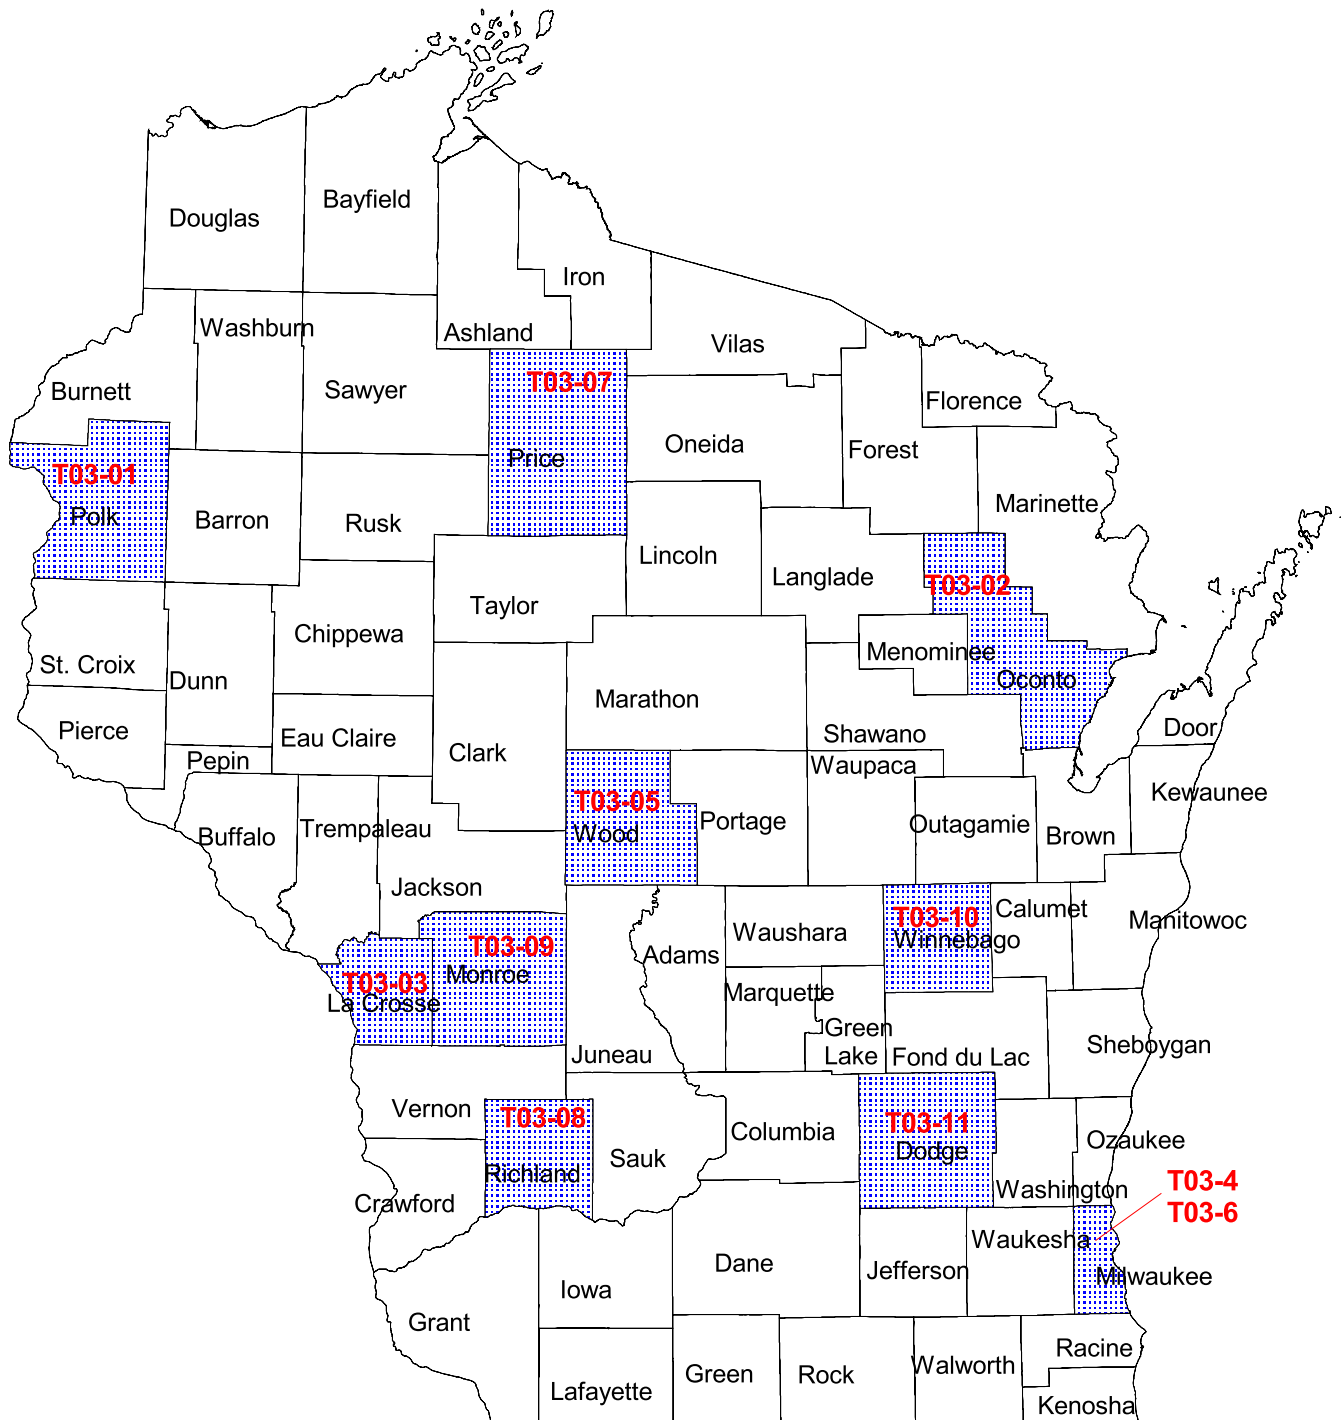 Bayfield
Douglas
Iron
Washburn
Ashland
Vilas
T03-07
Burnett
Sawyer
Florence
Oneida
Forest
Price
T03-01
Marinette
Polk
Barron
Rusk
Lincoln
Langlade
T03-02
Taylor
Chippewa
Menominee
St. Croix
Dunn
Oconto
Marathon
Door
Pierce
Eau Claire
Shawano
Clark
Pepin
Waupaca
Kewaunee
T03-05
Portage
Outagamie
Trempaleau
Wood
Buffalo
Brown
Jackson
Calumet
T03-10
Manitowoc
Waushara
Winnebago
T03-09
Adams
Monroe
T03-03
Marquette
La Crosse
Green
Lake
Sheboygan
Juneau
Fond du Lac
Vernon
T03-08
T03-11
Columbia
Ozaukee
Dodge
Sauk
Richland
T03-4
Washington
Crawford
T03-6
Waukesha
Dane
Jefferson
Milwaukee
Iowa
Grant
Racine
Walworth
Green
Rock
Lafayette
Kenosha